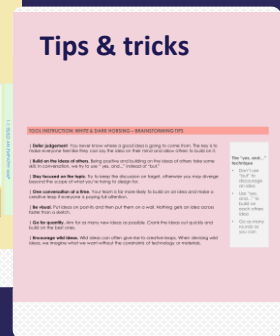 Tips & tricks
TOOL INSTRUCTION: WHITE & DARK HORSING – BRAINSTORMING TIPS
| Defer judgement. You never know where a good idea is going to come from. The key is to
make everyone feel like they can say the idea on their mind and allow others to build on it.
| Build on the ideas of others. Being positive and building on the ideas of others take some
skill. In conversation, we try to use " yes, and..." instead of "but"
| Stay focused on the topic. Try to keep the discussion on target, otherwise you may diverge
beyond the scope of what you're trying to design for.
| One conversation at a time. Your team is far more likely to build on an idea and make a
creative leap if everyone is paying full attention.
| Be visual. Put ideas on post-its and then put them on a wall. Nothing gets an idea across
faster than a sketch.
| Go for quantity. Aim for as many new ideas as possible. Crank the ideas out quickly and
build on the best ones.
| Encourage wild ideas. Wild ideas can often give rise to creative leaps. When devising wild
ideas, we imagine what we want without the constraints of technology or materials.
The "yes, and..."
technique
• Don't use
"but" to
discourage
an idea
• Use "yes
and..." to
build on
each others
idea
• Go as many
rounds as
you can